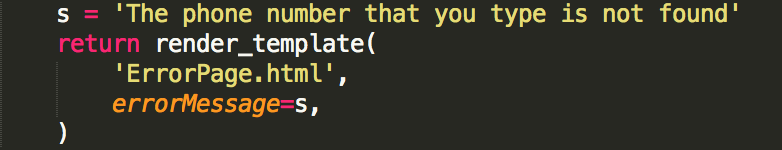 s = 'The phone number that you type is not found'
return render_template(
'ErrorPage.html',
errorMessage=s,
)